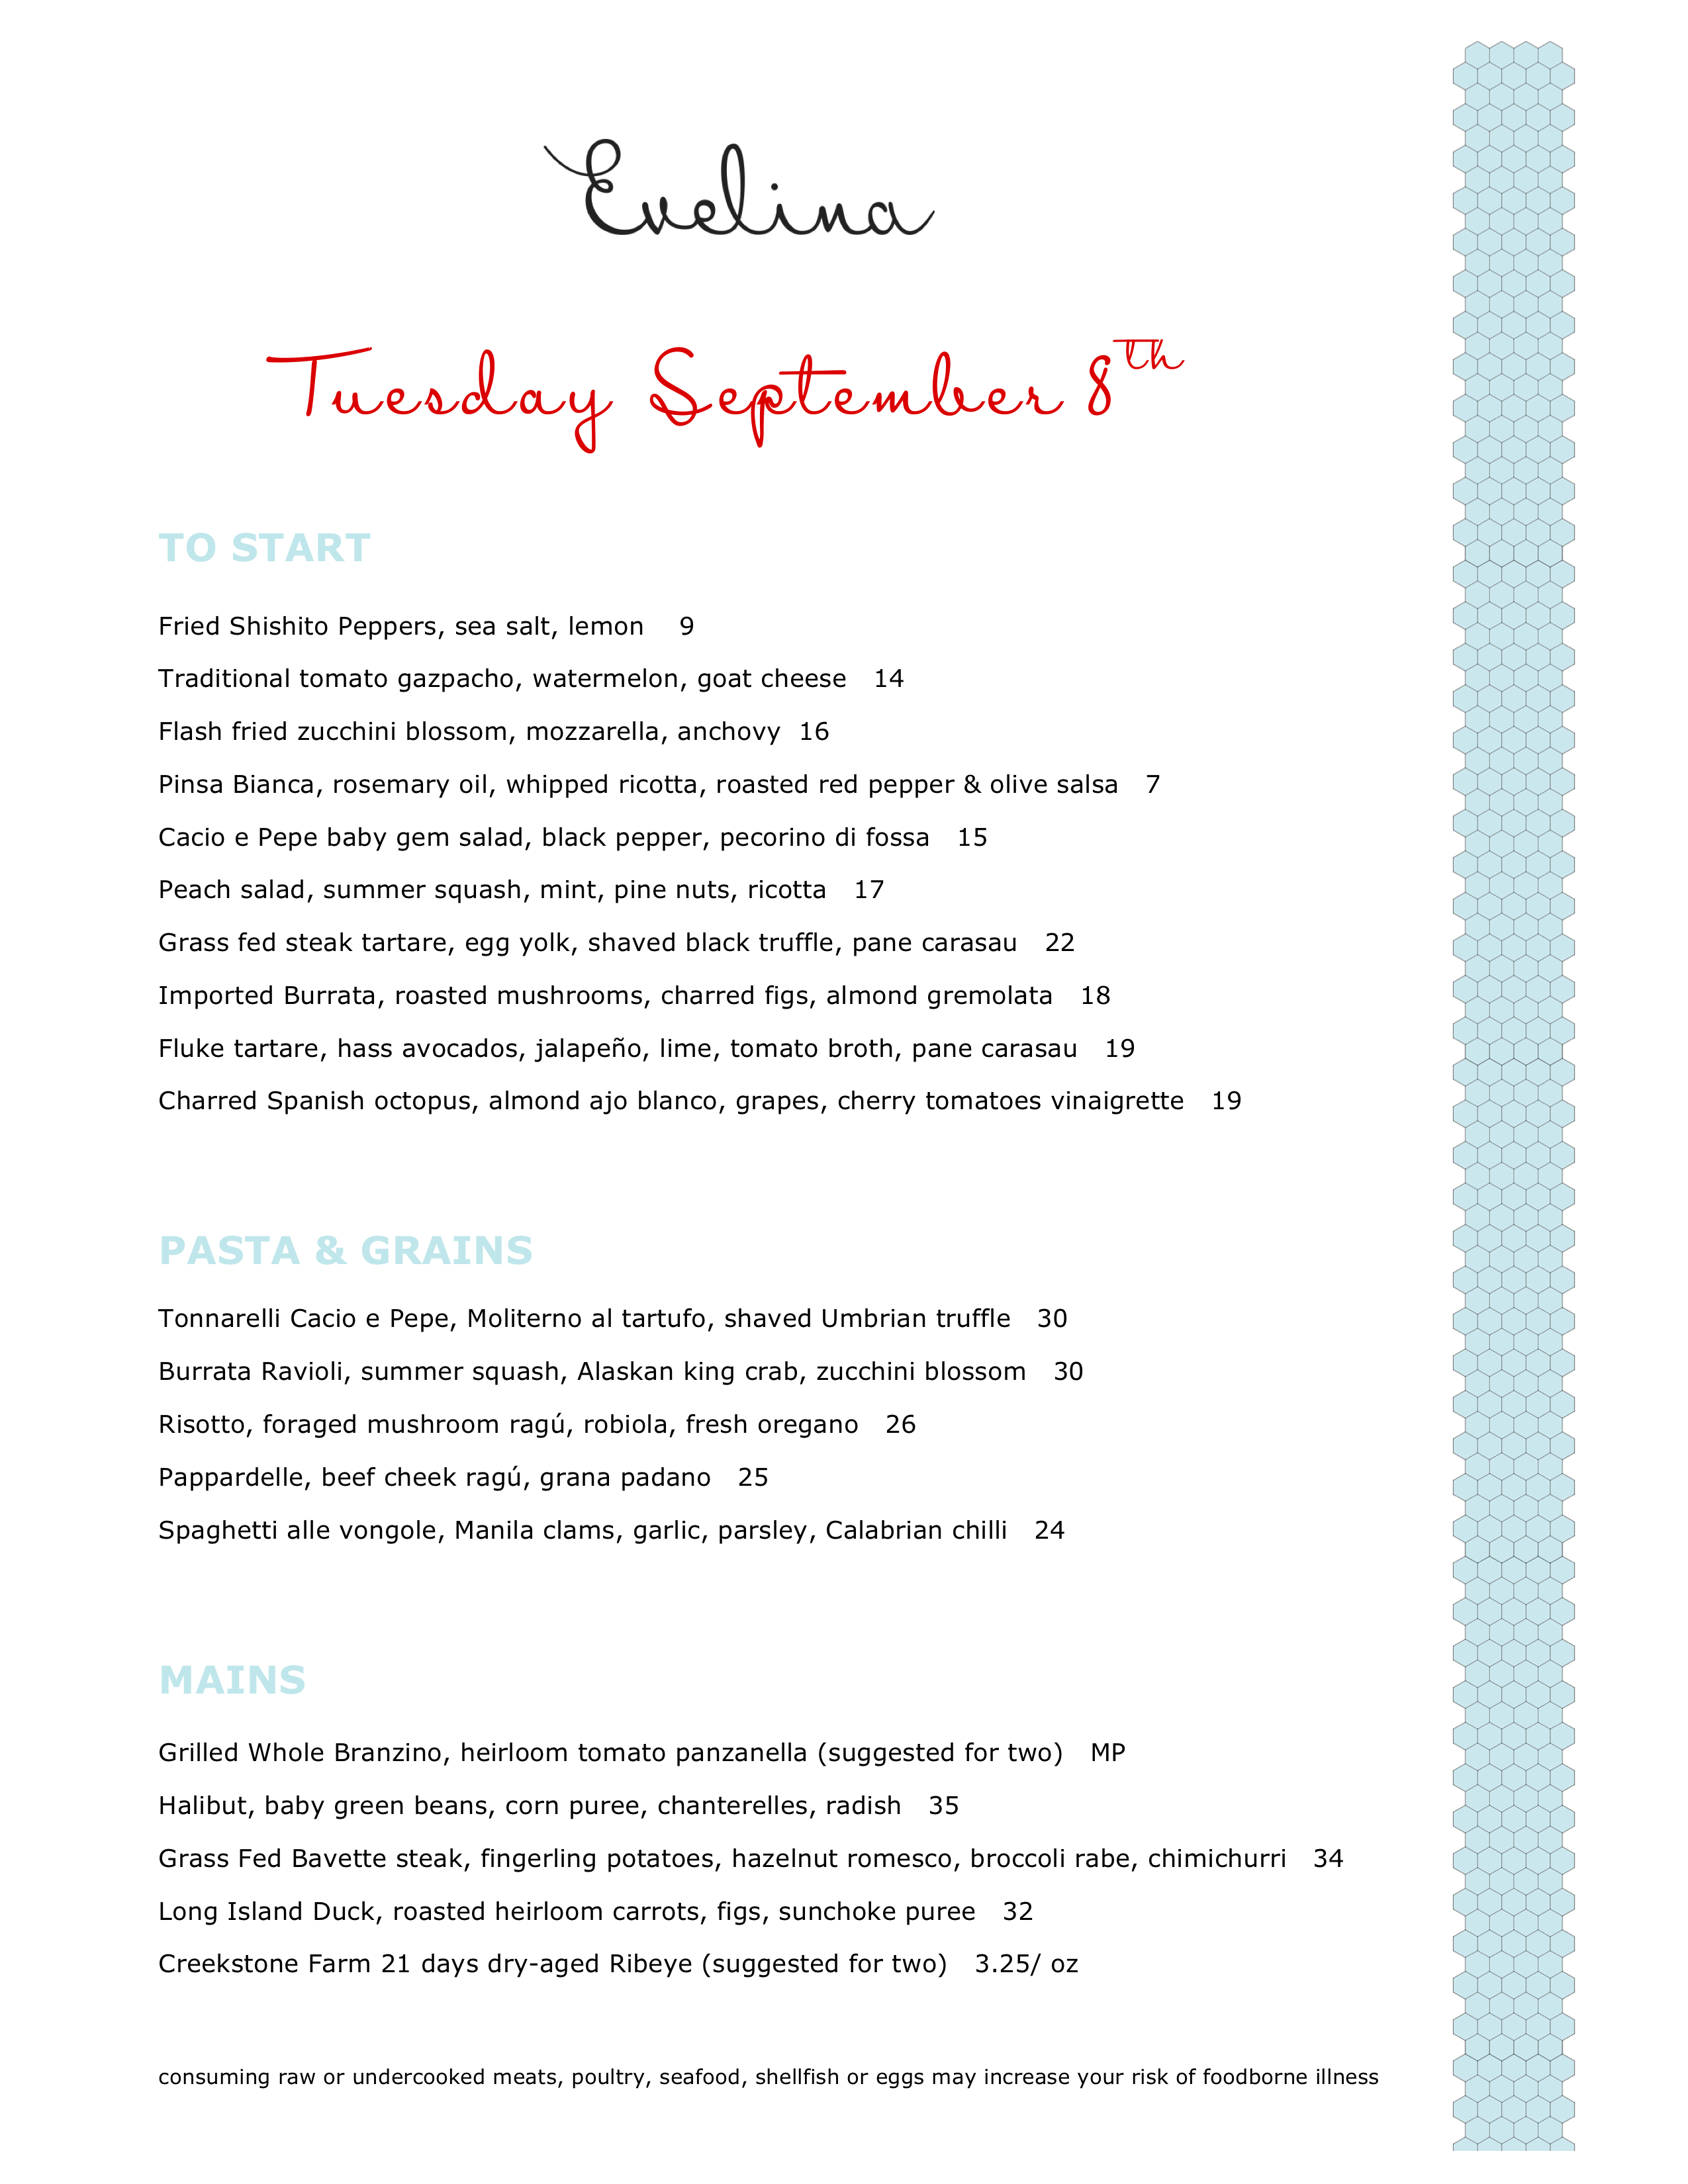 Evelina
Tuesday September 8th
TO START
Fried Shishito Peppers, sea salt, lemon 9
Traditional tomato gazpacho, watermelon, goat cheese 14
Flash fried zucchini blossom, mozzarella, anchovy 16
Pinsa Bianca, rosemary oil, whipped ricotta, roasted red pepper & olive salsa 7
Cacio e Pepe baby gem salad, black pepper, pecorino di fossa 15
Peach salad, summer squash, mint, pine nuts, ricotta 17
Grass fed steak tartare, egg yolk, shaved black truffle, pane carasau 22
Imported Burrata, roasted mushrooms, charred figs, almond gremolata 18
Fluke tartare, hass avocados, jalapeño, lime, tomato broth, pane carasau 19
Charred Spanish octopus, almond ajo blanco, grapes, cherry tomatoes vinaigrette 19
PASTA & GRAINS
Tonnarelli Cacio e Pepe, Moliterno al tartufo, shaved Umbrian truffle 30
Burrata Ravioli, summer squash, Alaskan king crab, zucchini blossom 30
Risotto, foraged mushroom ragú, robiola, fresh oregano 26
Pappardelle, beef cheek ragú, grana padano 25
Spaghetti alle vongole, Manila clams, garlic, parsley, Calabrian chilli 24
MAINS
Grilled Whole Branzino, heirloom tomato panzanella (suggested for two) MP
Halibut, baby green beans, corn puree, chanterelles, radish 35
Grass Fed Bavette steak, fingerling potatoes, hazelnut romesco, broccoli rabe, chimichurri 34
Long Island Duck, roasted heirloom carrots, figs, sunchoke puree 32
Creekstone Farm 21 days dry-aged Ribeye (suggested for two) 3.25/ oz
consuming raw or undercooked meats, poultry, seafood, shellfish or eggs may increase your risk of foodborne illness